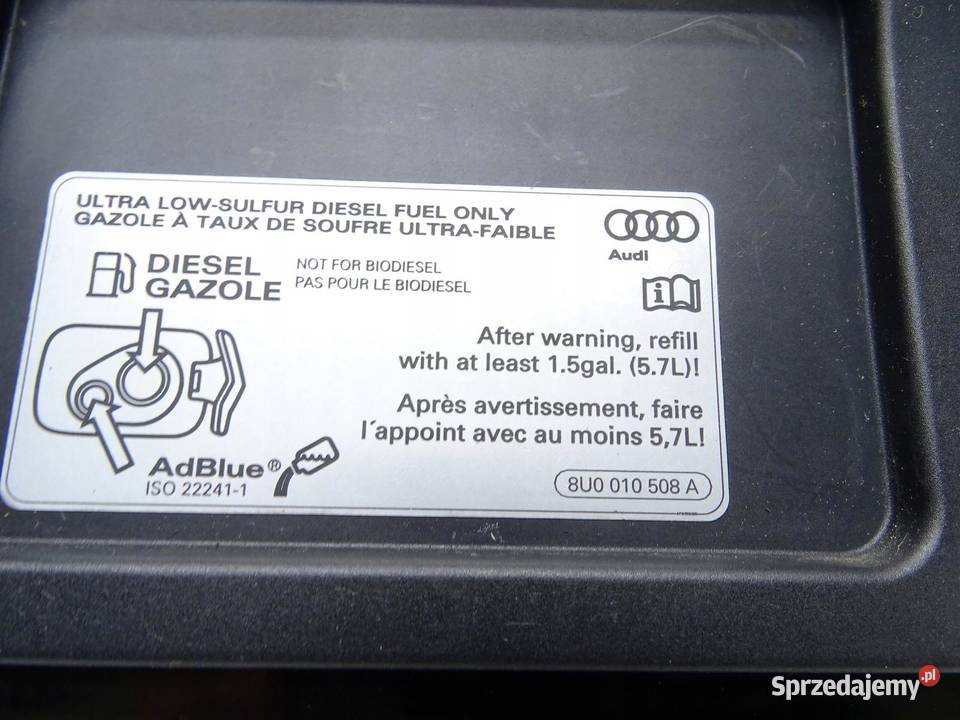 ULTRA LOW-SULFUR DIESEL FUEL ONLY
GAZOLE À TAUX DE SOUFRE ULTRA-FAIBLE
Audi
DIESEL
GAZOLE
NOT FOR BIODIESEL
PAS POUR LE BIODIESEL
i
After warning, refill
with at least 1.5gal. (5.7L)!
Après avertissement, faire
l´appoint avec au moins 5,7L!
AdBlue®
ISO 22241-1
8U0 010 508 A
Sprzedajemy.pl